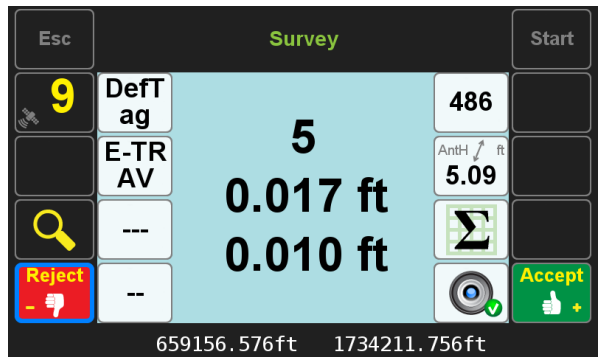 Esc
Survey
Start
9
DefT
ag
5
486
E-TR
AV
0.017 ft
AntH ft
5.09
---
0.010 ft
Σ
Reject
-
--
Accept
+
659156.576ft 1734211.756ft